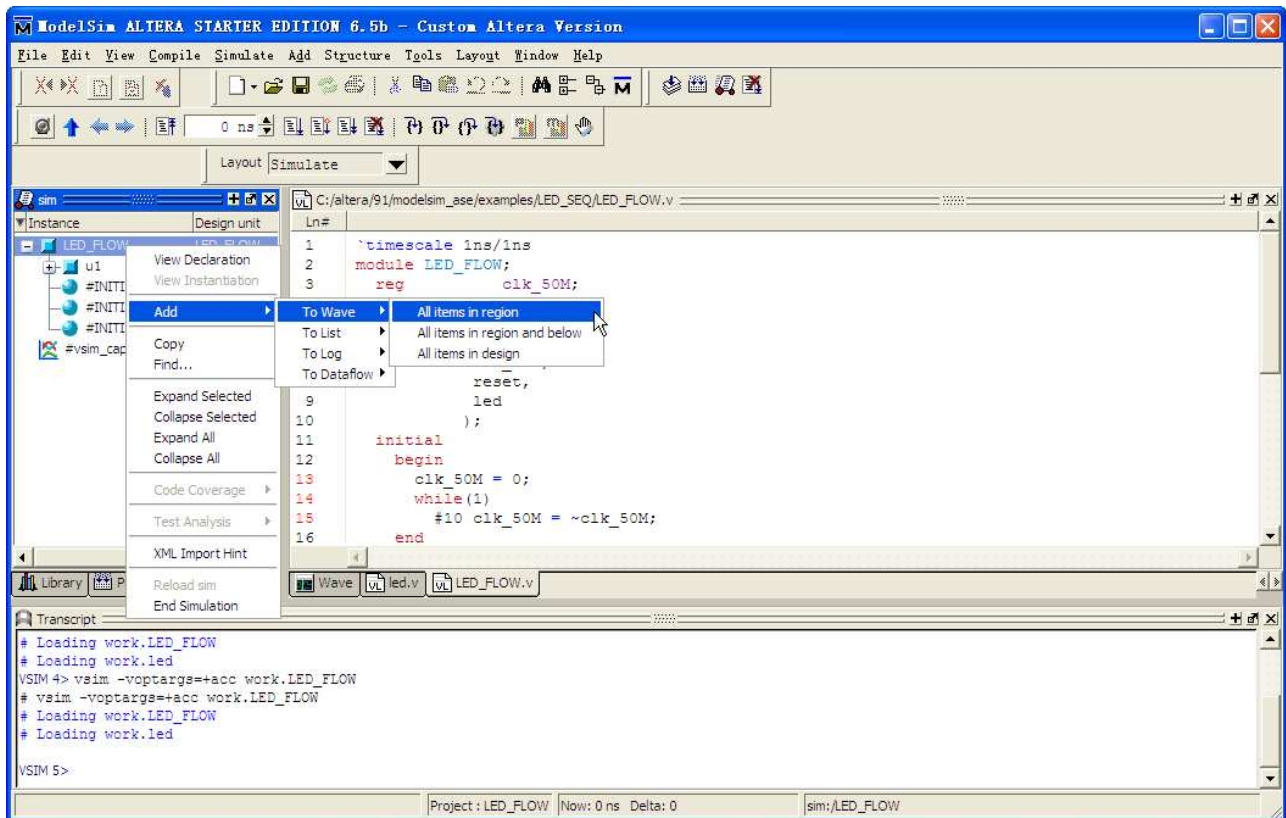 ModelSim ALTERA STARTER EDITION 6.5b - Custom Altera Version
File Edit View Compile Simulate Add Structure Tools Layout Window Help
0 ns
Layout Simulate
sim
C:/altera/91/modelsim_ase/examples/LED_SEQ/LED_FLOW.v
Instance Design unit Ln#
LED_FLOW LED_FLOW
u1
#INITI
#INITI
#INITI
#vsim_cap
View Declaration
View Instantiation
Add
Copy
Find...
Expand Selected
Collapse Selected
Expand All
Collapse All
Code Coverage
Test Analysis
XML Import Hint
Reload sim
End Simulation
To Wave
To List
To Log
To Dataflow
All items in region
All items in region and below
All items in design
1 `timescale 1ns/1ns
2 module LED_FLOW;
3 reg clk_50M;
reset,
9 led
10 );
11 initial
12 begin
13 clk_50M = 0;
14 while(1)
15 #10 clk_50M = ~clk_50M;
16 end
Library P
Wave led.v LED_FLOW.v
Transcript
# Loading work.LED_FLOW
# Loading work.led
VSIM 4> vsim -voptargs=+acc work.LED_FLOW
# vsim -voptargs=+acc work.LED_FLOW
# Loading work.LED_FLOW
# Loading work.led
VSIM 5>
Project : LED_FLOW Now: 0 ns Delta: 0 sim:/LED_FLOW